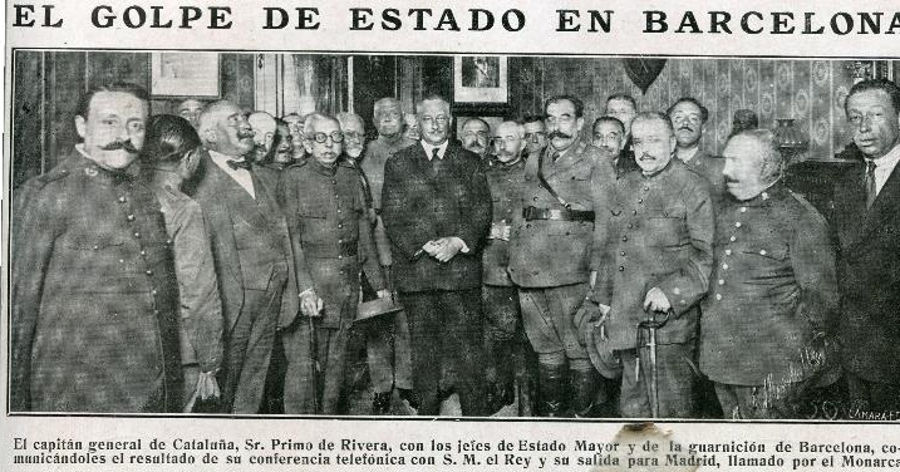 EL GOLPE DE ESTADO EN BARCELONA
El capitán general de Cataluña, Sr. Primo de Rivera, con los jefes de Estado Mayor y de la guarnición de Barcelona, co-
municándoles el resultado de su conferencia telefónica con S. M. el Rey y su salida para Madrid, llamado por el Monarca